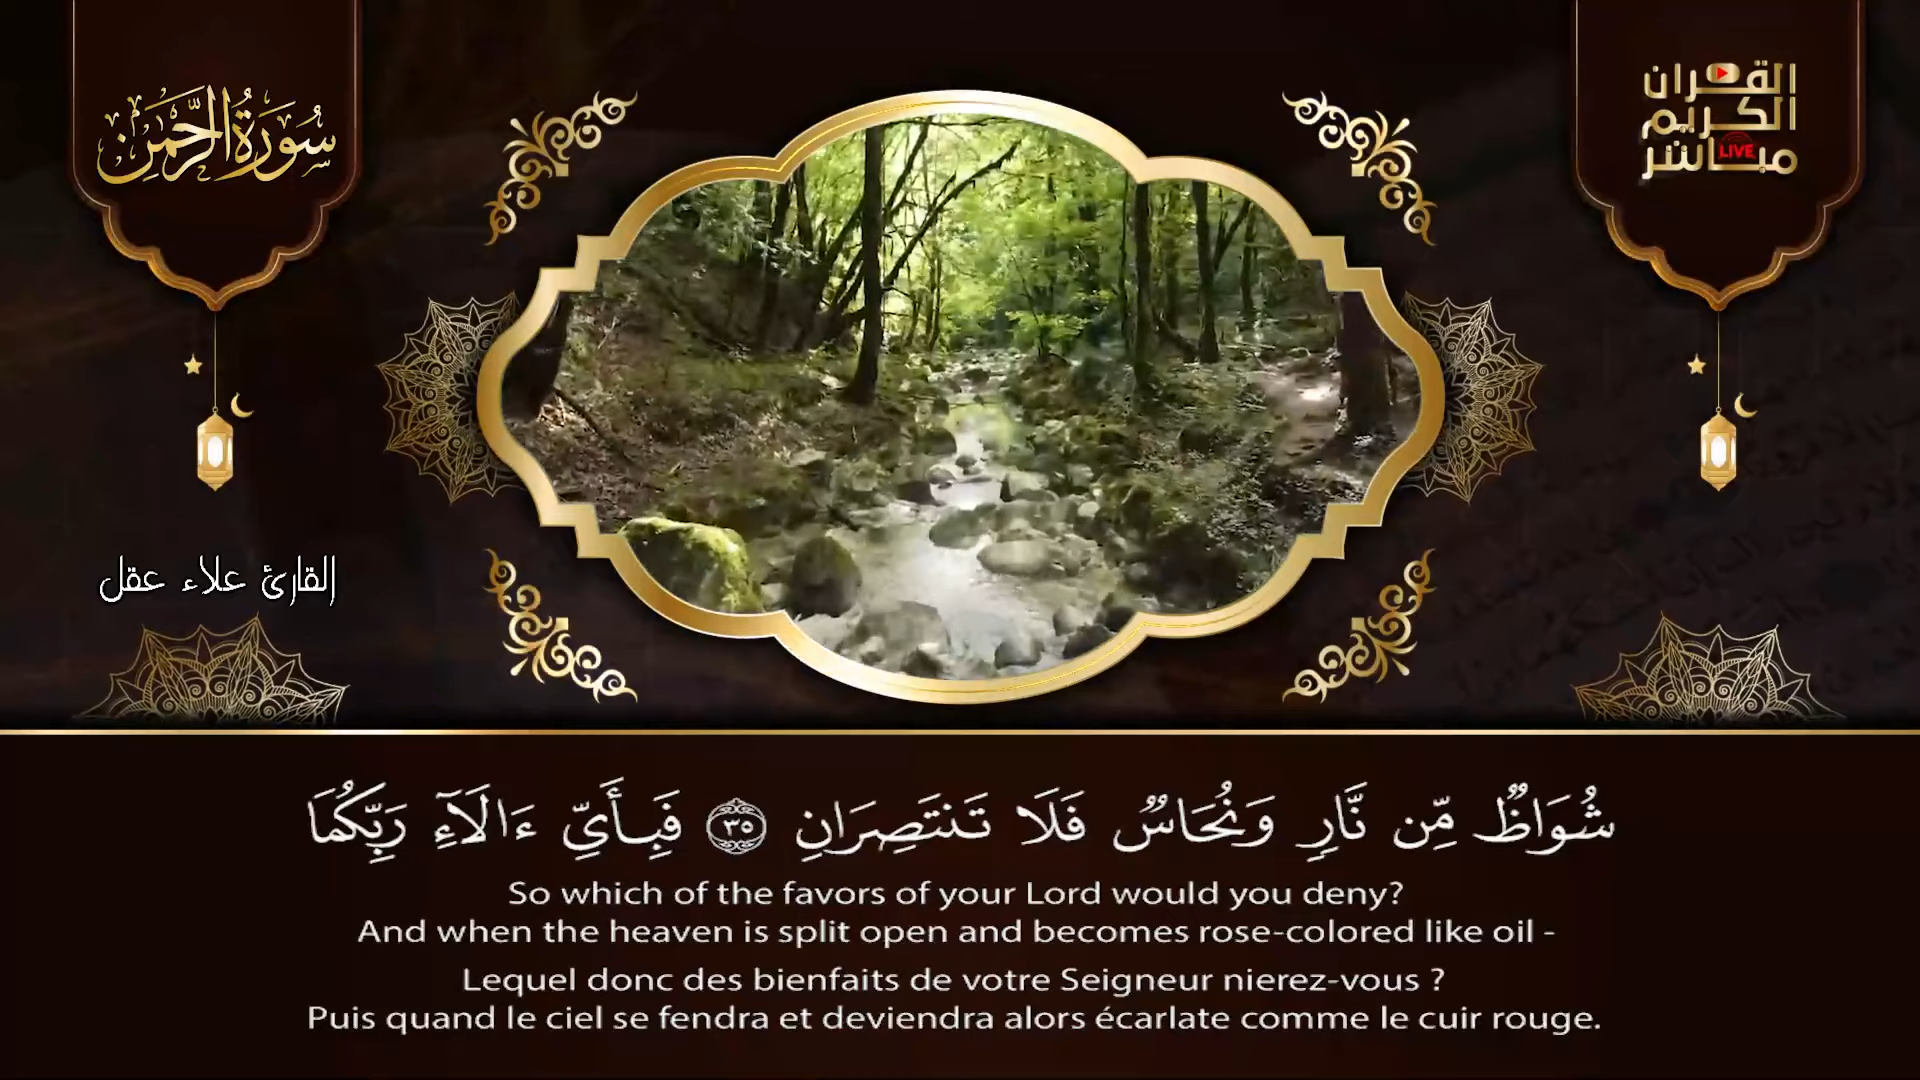 سُورَةُ الرَّحْمَٰن
القران
الكريم
مباشر
LIVE
القارئ علاء عقل
شُوَاظٌ مِّن نَّارٍ وَنُحَاسٌ فَلَا تَنتَصِرَانِ ٣٥ فَبِأَيِّ ءَالَآءِ رَبِّكُمَا
So which of the favors of your Lord would you deny?
And when the heaven is split open and becomes rose-colored like oil -
Lequel donc des bienfaits de votre Seigneur nierez-vous ?
Puis quand le ciel se fendra et deviendra alors écarlate comme le cuir rouge.